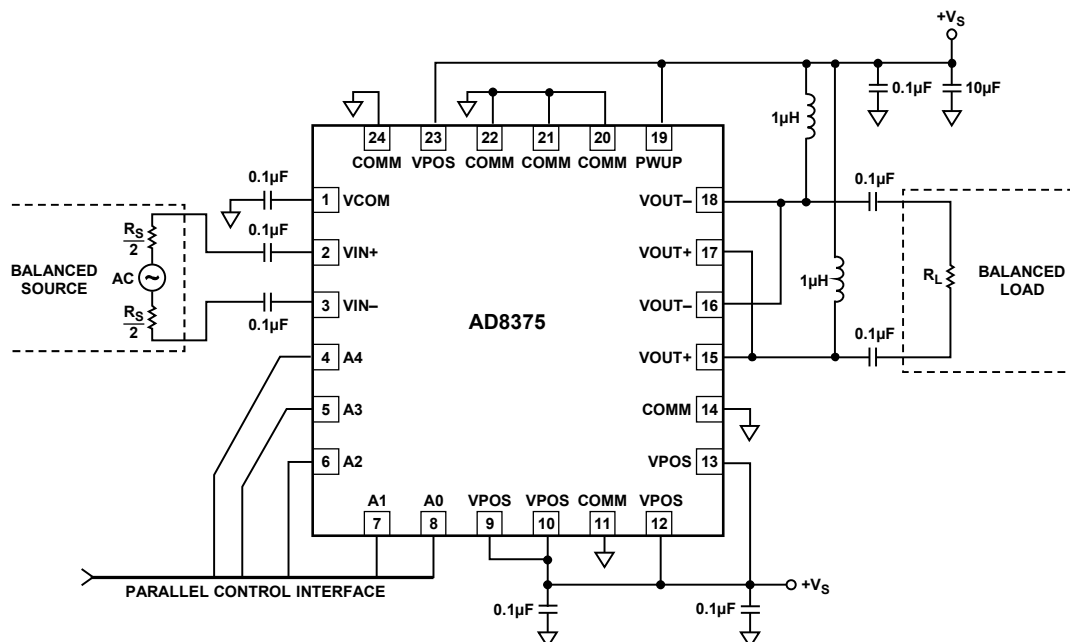 +VS
0.1µF
10µF
1µH
24
23
22
21
20
19
COMM
VPOS
COMM
COMM
COMM
PWUP
0.1µF
1
VCOM
VOUT–
18
0.1µF
RS
2
0.1µF
2
VIN+
VOUT+
17
BALANCED
SOURCE
AC
1µH
RL
BALANCED
LOAD
RS
2
3
VIN–
VOUT–
16
0.1µF
AD8375
0.1µF
4
A4
VOUT+
15
5
A3
COMM
14
6
A2
VPOS
13
A1
A0
VPOS
VPOS
COMM
VPOS
7
8
9
10
11
12
PARALLEL CONTROL INTERFACE
+VS
0.1µF
0.1µF